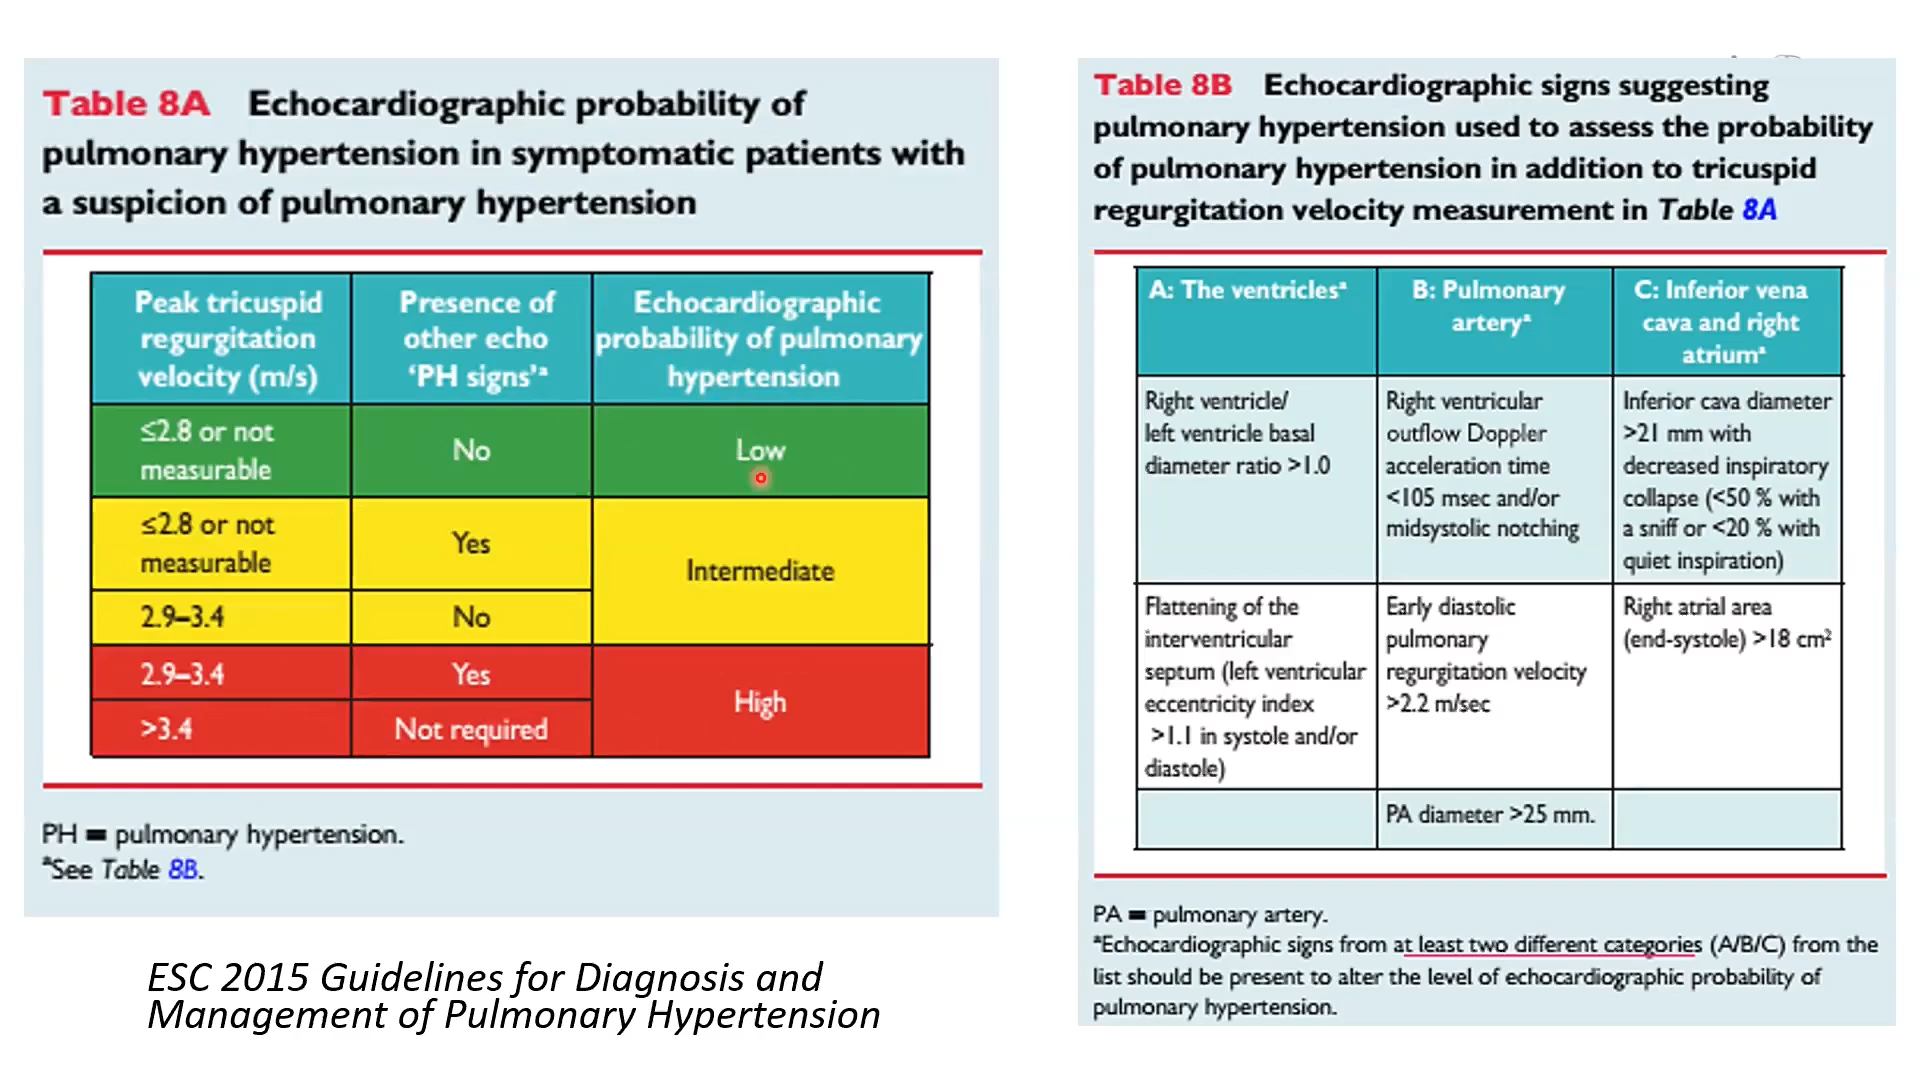 Table 8A Echocardiographic probability of
pulmonary hypertension in symptomatic patients with
a suspicion of pulmonary hypertension
Peak tricuspid
regurgitation
velocity (m/s)
Presence of
other echo
‘PH signs’ᵃ
Echocardiographic
probability of pulmonary
hypertension
≤2.8 or not
measurable
No
Low
≤2.8 or not
measurable
Yes
Intermediate
2.9–3.4
No
2.9–3.4
Yes
High
>3.4
Not required
PH = pulmonary hypertension.
ᵃSee Table 8B.
ESC 2015 Guidelines for Diagnosis and
Management of Pulmonary Hypertension
Table 8B Echocardiographic signs suggesting
pulmonary hypertension used to assess the probability
of pulmonary hypertension in addition to tricuspid
regurgitation velocity measurement in Table 8A
A: The ventriclesᵃ
B: Pulmonary
arteryᵃ
C: Inferior vena
cava and right
atriumᵃ
Right ventricle/
left ventricle basal
diameter ratio >1.0
Right ventricular
outflow Doppler
acceleration time
<105 msec and/or
midsystolic notching
Inferior cava diameter
>21 mm with
decreased inspiratory
collapse (<50 % with
a sniff or <20 % with
quiet inspiration)
Flattening of the
interventricular
septum (left ventricular
eccentricity index
>1.1 in systole and/or
diastole)
Early diastolic
pulmonary
regurgitation velocity
>2.2 m/sec
Right atrial area
(end-systole) >18 cm²
PA diameter >25 mm.
PA = pulmonary artery.
ᵃEchocardiographic signs from at least two different categories (A/B/C) from the
list should be present to alter the level of echocardiographic probability of
pulmonary hypertension.